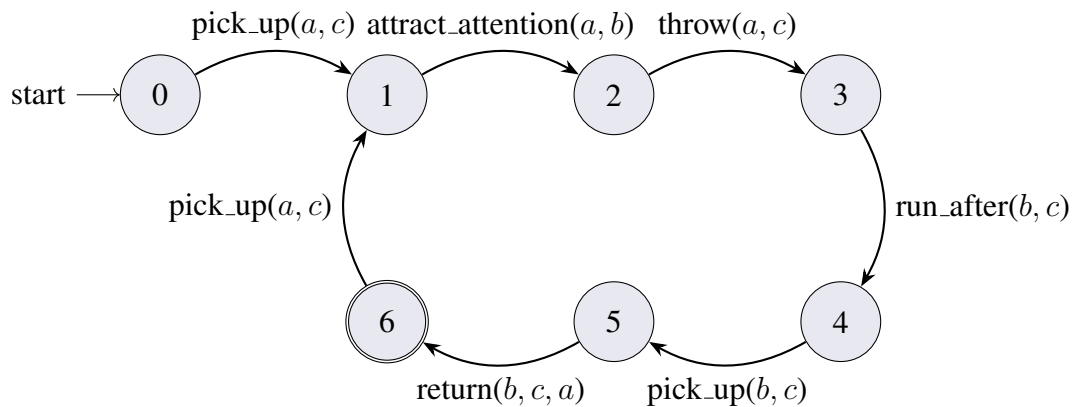 pick_up(a, c) attract_attention(a, b) throw(a, c)
start 0 1 2 3
pick_up(a, c) run_after(b, c)
6 5 4
return(b, c, a) pick_up(b, c)